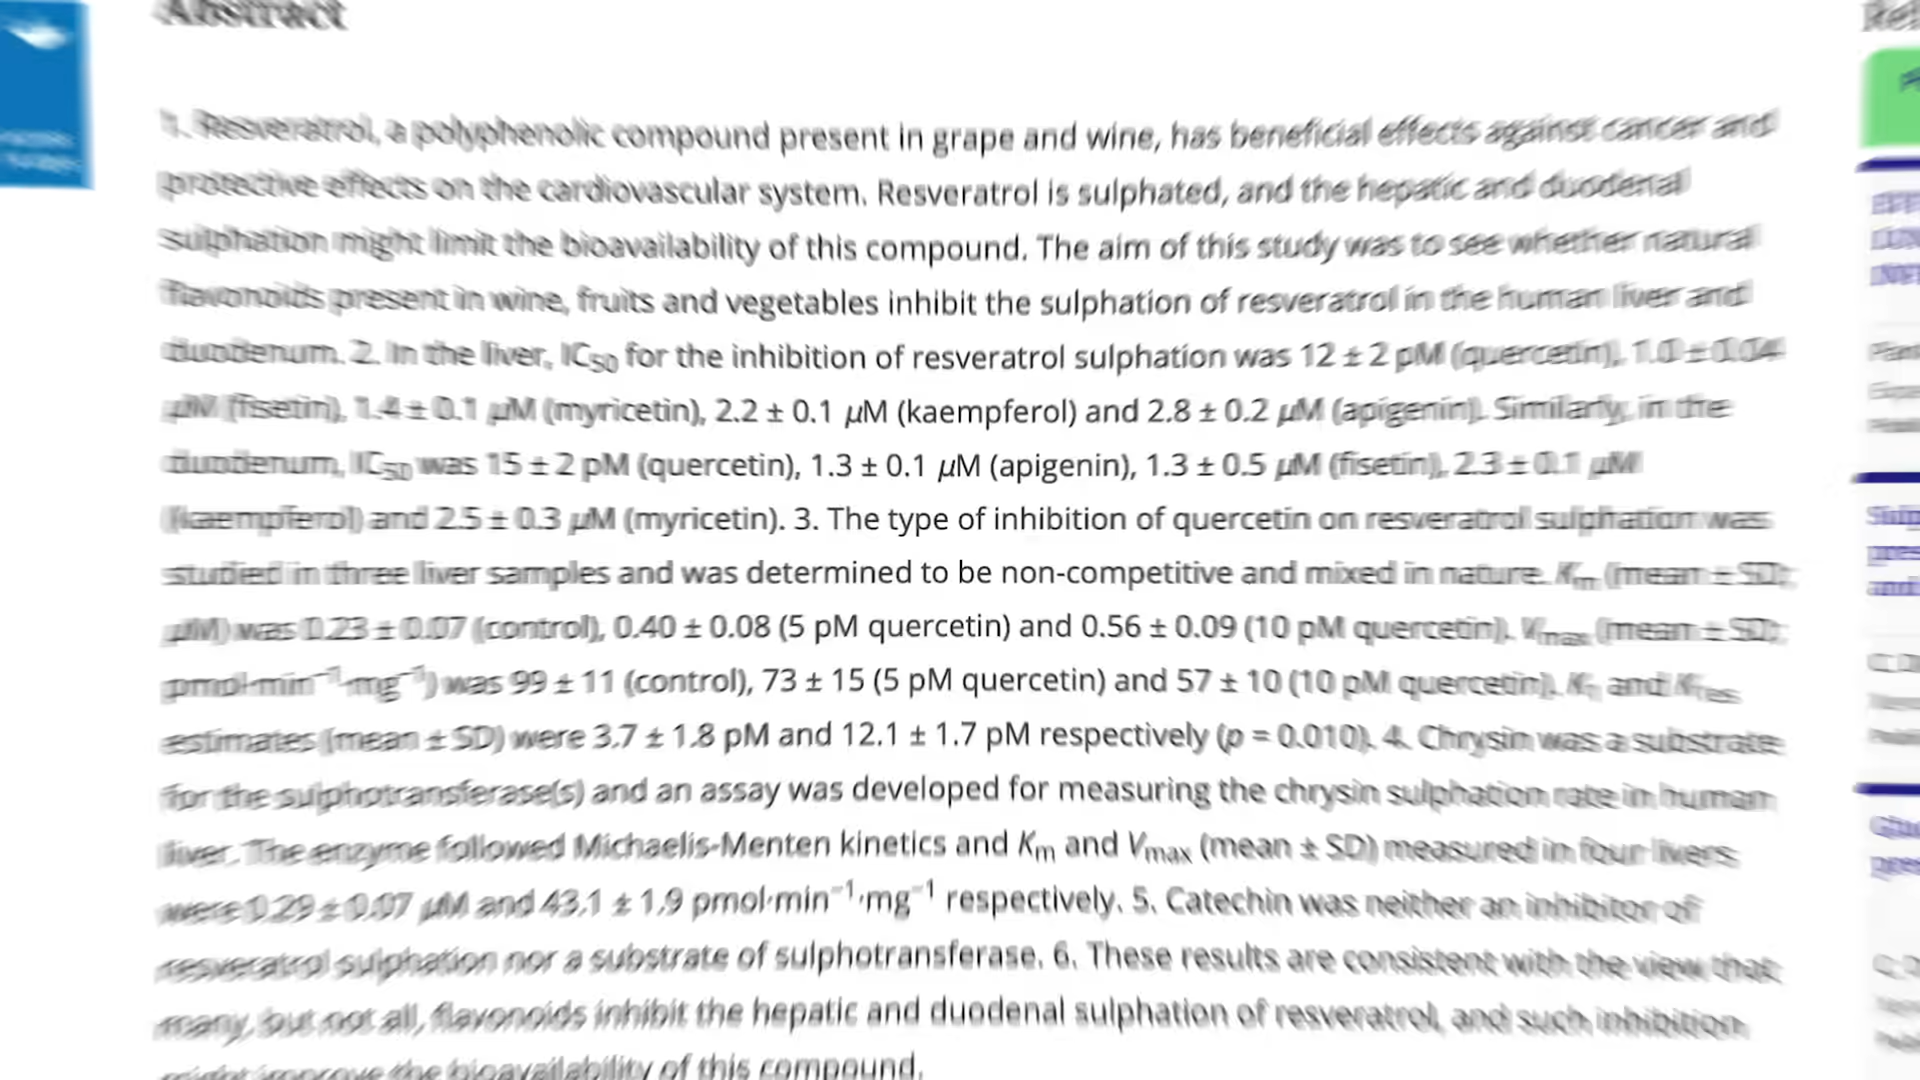 Abstract
1. Resveratrol, a polyphenolic compound present in grape and wine, has beneficial effects against cancer and
protective effects on the cardiovascular system. Resveratrol is sulphated, and the hepatic and duodenal
sulphation might limit the bioavailability of this compound. The aim of this study was to see whether natural
flavonoids present in wine, fruits and vegetables inhibit the sulphation of resveratrol in the human liver and
duodenum. 2. In the liver, IC50 for the inhibition of resveratrol sulphation was 12 ± 2 pM (quercetin), 1.0 ± 0.04
μM (fisetin), 1.4 ± 0.1 μM (myricetin), 2.2 ± 0.1 μM (kaempferol) and 2.8 ± 0.2 μM (apigenin). Similarly, in the
duodenum, IC50 was 15 ± 2 pM (quercetin), 1.3 ± 0.1 μM (apigenin), 1.3 ± 0.5 μM (fisetin), 2.3 ± 0.1 μM
(kaempferol) and 2.5 ± 0.3 μM (myricetin). 3. The type of inhibition of quercetin on resveratrol sulphation was
studied in three liver samples and was determined to be non-competitive and mixed in nature. Km (mean ± SD;
μM) was 0.23 ± 0.07 (control), 0.40 ± 0.08 (5 pM quercetin) and 0.56 ± 0.09 (10 pM quercetin). Vmax (mean ± SD;
pmol·min⁻¹·mg⁻¹) was 99 ± 11 (control), 73 ± 15 (5 pM quercetin) and 57 ± 10 (10 pM quercetin). and
estimates (mean ± SD) were 3.7 ± 1.8 pM and 12.1 ± 1.7 pM respectively (p = 0.010). 4. Chrysin was a substrate
for the sulphotransferase(s) and an assay was developed for measuring the chrysin sulphation rate in human
liver. The enzyme followed Michaelis-Menten kinetics and Km and Vmax (mean ± SD) measured in four livers
were 0.29 ± 0.07 μM and 43.1 ± 1.9 pmol·min⁻¹·mg⁻¹ respectively. 5. Catechin was neither an inhibitor of
resveratrol sulphation nor a substrate of sulphotransferase. 6. These results are consistent with the view that
many, but not all, flavonoids inhibit the hepatic and duodenal sulphation of resveratrol, and such inhibition
might improve the bioavailability of this compound.